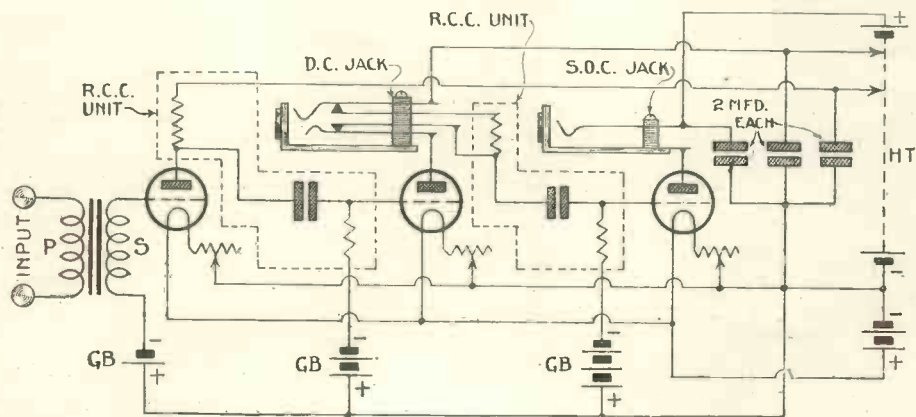 R.C.C. UNIT
D.C. JACK
S.D.C. JACK
R.C.C.
UNIT
2 MFD.
EACH
+
HT
-
INPUT
P
S
-
GB
+
-
GB
+
-
GB
+
-
+